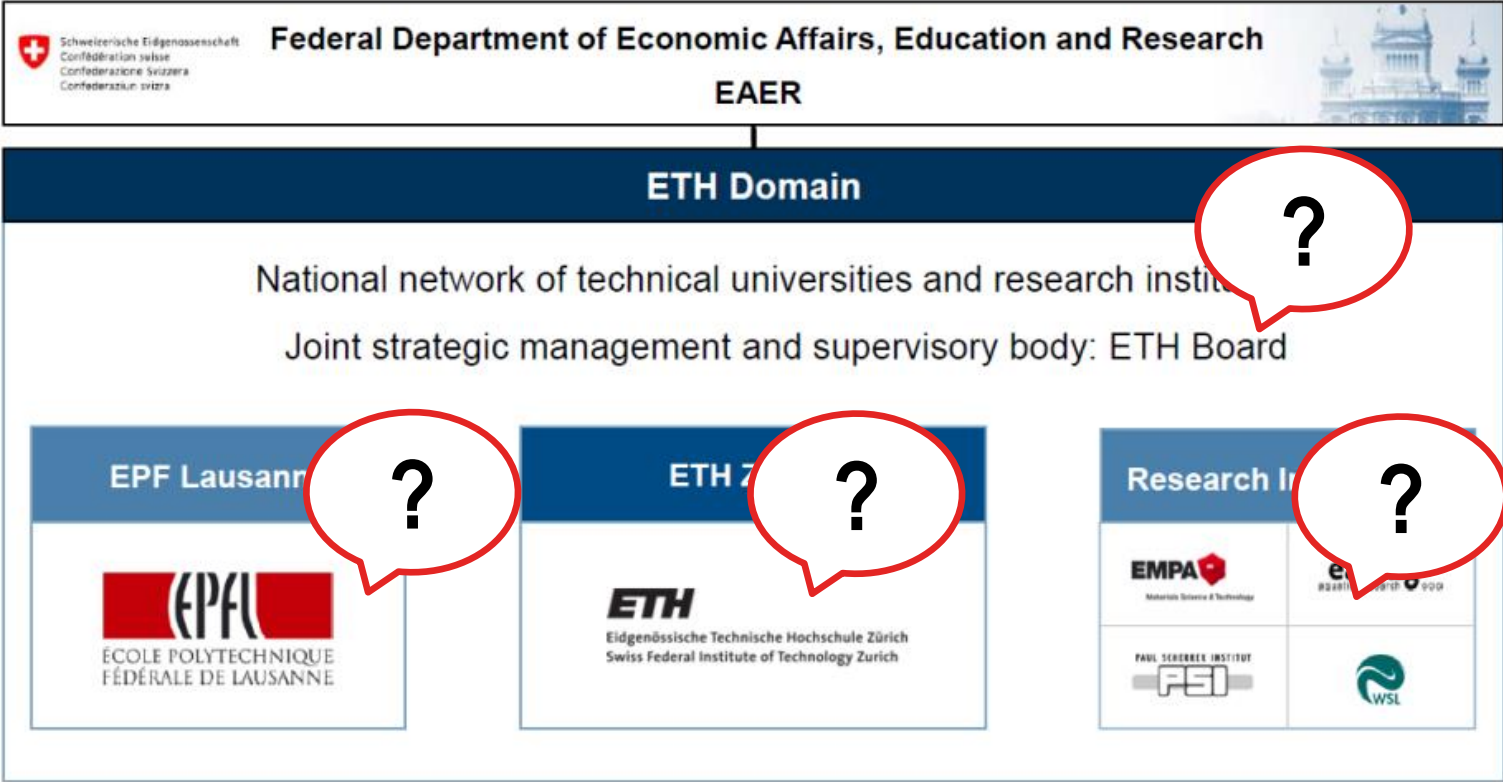 Schweizerische Eidgenossenschaft
Confédération suisse
Confederazione Svizzera
Confederaziun svizra
Federal Department of Economic Affairs, Education and Research
EAER
ETH Domain
?
National network of technical universities and research
Joint strategic management and supervisory body: ETH Board
EPF
?
ETH
?
Research
?
EPFL
ÉCOLE POLYTECHNIQUE
FÉDÉRALE DE LAUSANNE
ETH
Eidgenössische Technische Hochschule Zürich
Swiss Federal Institute of Technology Zurich
EMPA
Materials Science & Technology
PAUL SCHERRER INSTITUT
PSI
WSL